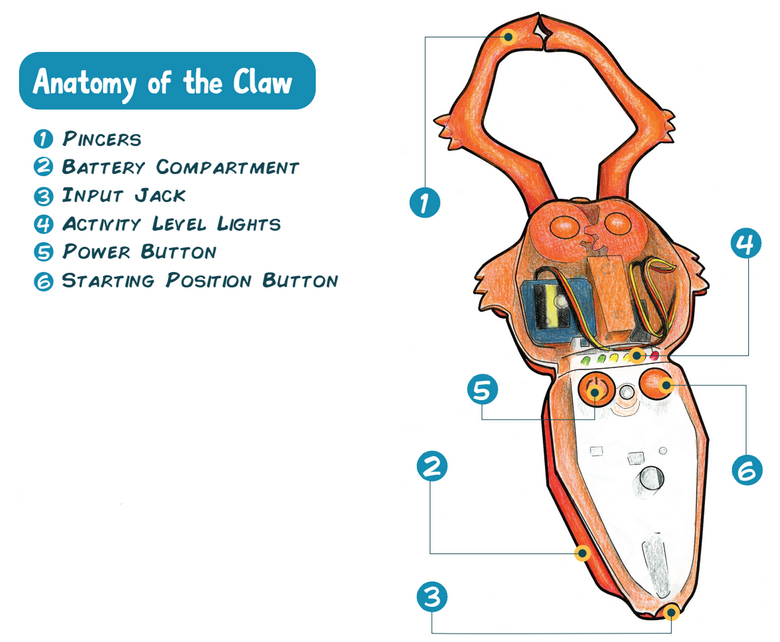 Anatomy of the Claw
1 Pincers
2 Battery Compartment
3 Input Jack
4 Activity Level Lights
5 Power Button
6 Starting Position Button
1
4
5
2
6
3